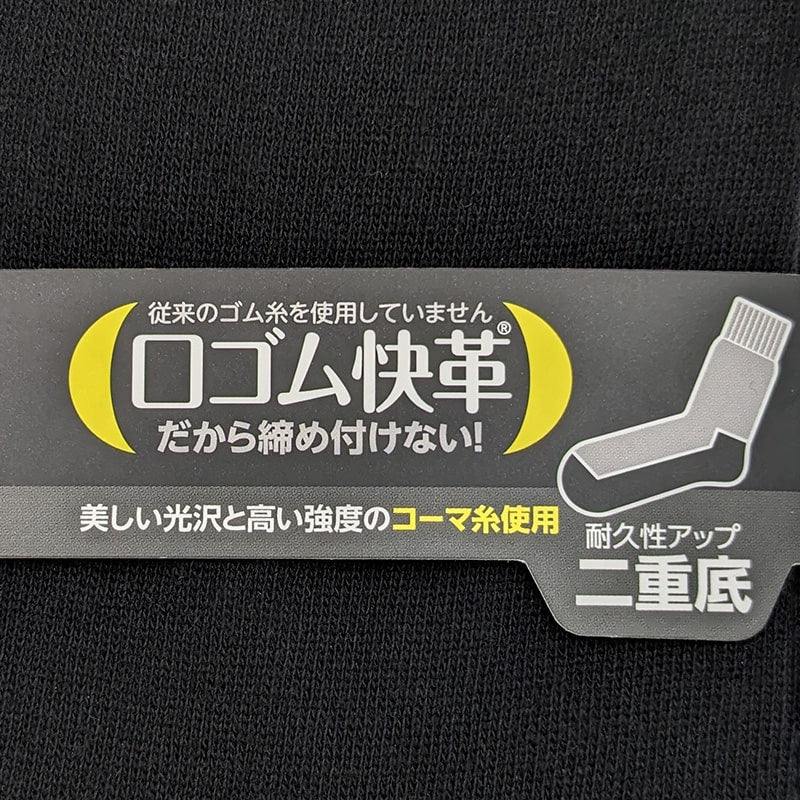 従来のゴム糸を使用していません
口ゴム快革®
だから締め付けない!
美しい光沢と高い強度のコーマ糸使用
耐久性アップ
二重底